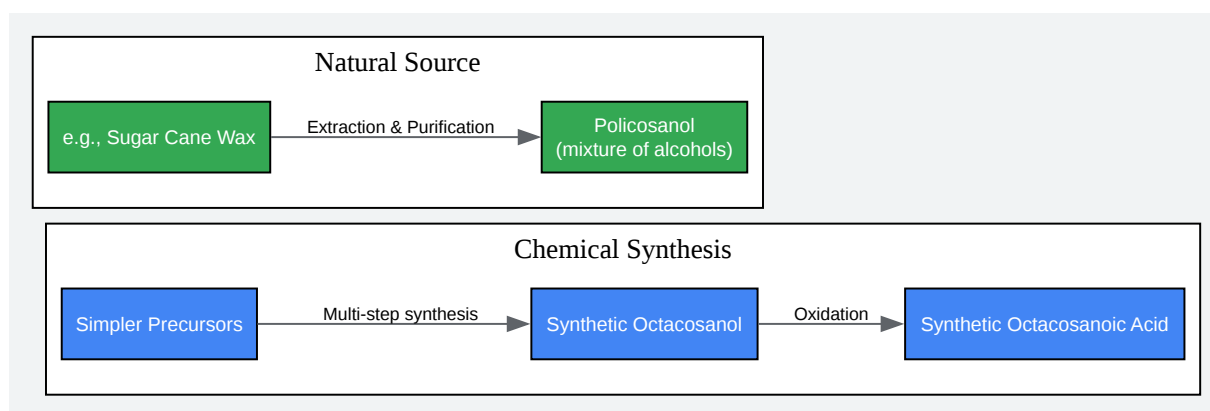 Natural Source
e.g., Sugar Cane Wax
Extraction & Purification
Policosanol
(mixture of alcohols)
Chemical Synthesis
Simpler Precursors
Multi-step synthesis
Synthetic Octacosanol
Oxidation
Synthetic Octacosanoic Acid